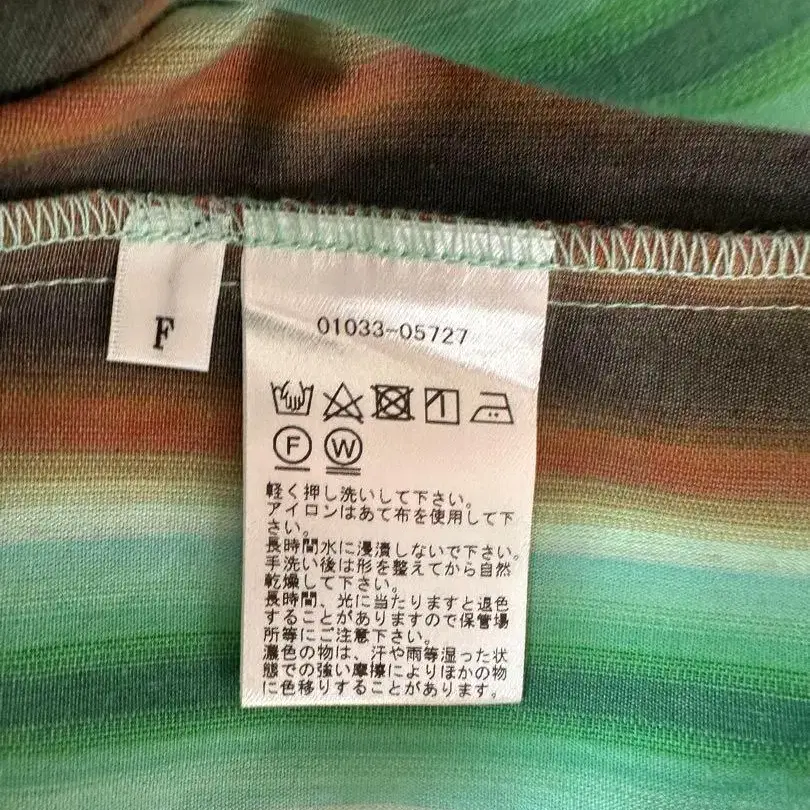 F
01033-05727
F
W
軽く押し洗いして下さい。
アイロンはあて布を使用して下
さい。
長時間水に浸漬しないで下さい。
手洗い後は形を整えてから自然
乾燥して下さい。
長時間、光に当たりますと退色
することがありますので保管場
所等にご注意下さい。
濃色の物は、汗や雨等湿った状
態での強い摩擦によりほかの物
に色移りすることがあります。